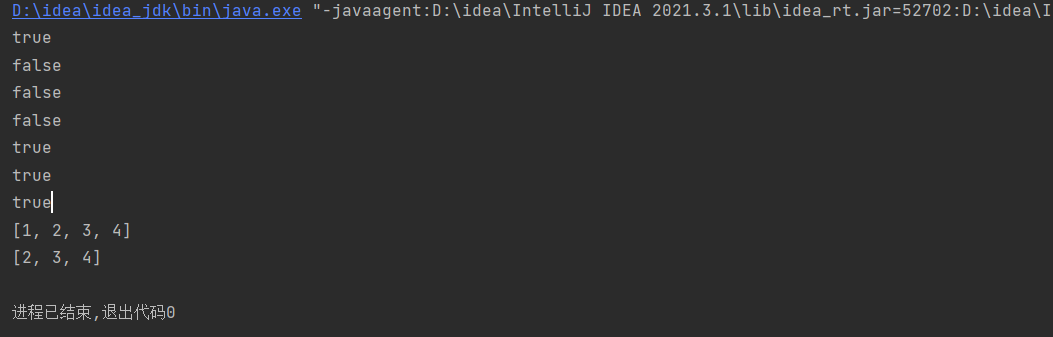 D:\idea\idea_jdk\bin\java.exe "-javaagent:D:\idea\IntelliJ IDEA 2021.3.1\lib\idea_rt.jar=52702:D:\idea\I
true
false
false
false
true
true
true
[1, 2, 3, 4]
[2, 3, 4]
进程已结束,退出代码0